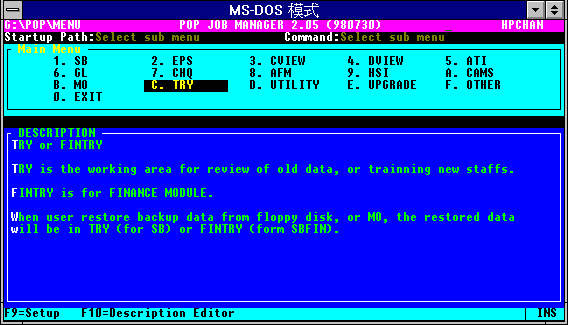 MS-DOS 模式
G:\POP\MENU POP JOB MANAGER 2.05 (980730) HPCHAN
Startup Path:Select sub menu Command:Select sub menu
Main Menu
1. SB 2. EPS 3. CVIEW 4. DVIEW 5. ATI
6. GL 7. CHQ 8. AFM 9. HSI A. CAMS
B. MO C. TRY D. UTILITY E. UPGRADE F. OTHER
0. EXIT
DESCRIPTION
TRY or FINTRY
TRY is the working area for review of old data, or trainning new staffs.
FINTRY is for FINANCE MODULE.
When user restore backup data from floppy disk, or MO, the restored data
will be in TRY (for SB) or FINTRY (form SBFIN).
F9=Setup F10=Description Editor INS